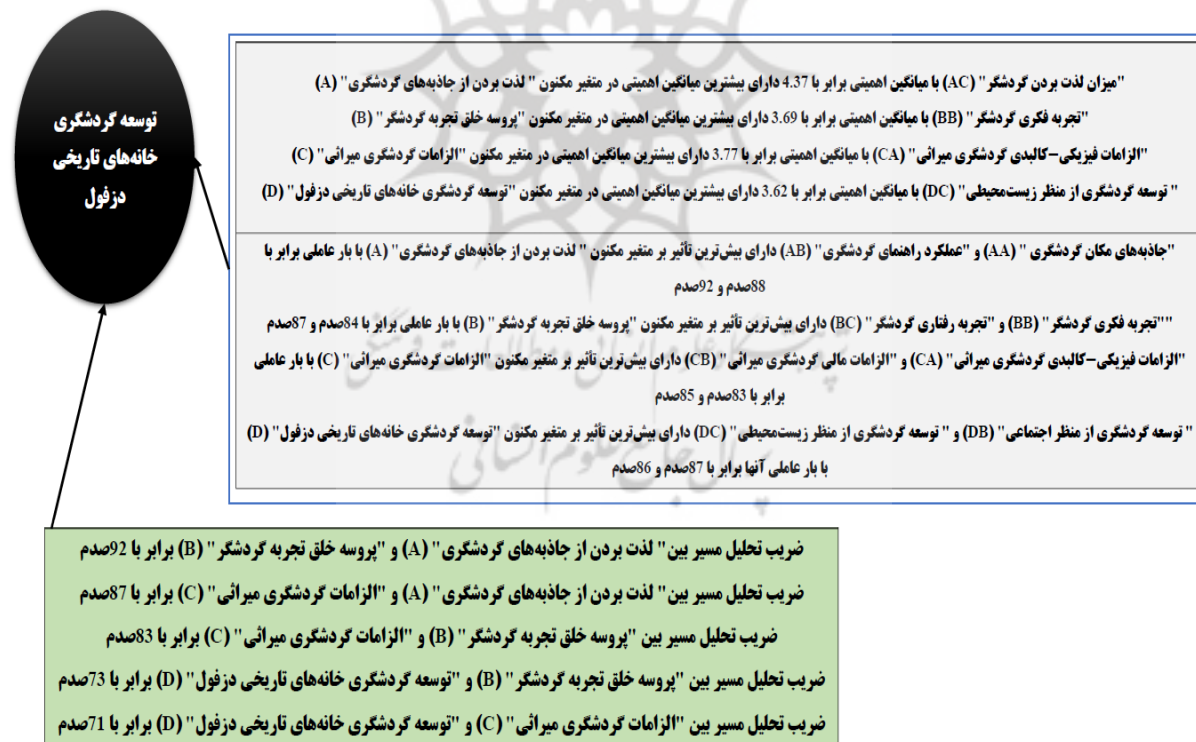 توسعه گردشگری
خانه‌های تاریخی
دزفول
"میزان لذت بردن گردشگر" (AC) با میانگین اهمیتی برابر با 4.37 دارای بیشترین میانگین اهمیتی در متغیر مکنون " لذت بردن از جاذبه‌های گردشگری" (A)
"تجربه فکری گردشگر" (BB) با میانگین اهمیتی برابر با 3.69 دارای بیشترین میانگین اهمیتی در متغیر مکنون "پروسه خلق تجربه گردشگر" (B)
"الزامات فیزیکی–کالبدی گردشگری میراثی" (CA) با میانگین اهمیتی برابر با 3.77 دارای بیشترین میانگین اهمیتی در متغیر مکنون "الزامات گردشگری میراثی" (C)
" توسعه گردشگری از منظر زیست‌محیطی" (DC) با میانگین اهمیتی برابر با 3.62 دارای بیشترین میانگین اهمیتی در متغیر مکنون "توسعه گردشگری خانه‌های تاریخی دزفول" (D)
"جاذبه‌های مکان گردشگری " (AA) و "عملکرد راهنمای گردشگری" (AB) دارای بیش‌ترین تأثیر بر متغیر مکنون " لذت بردن از جاذبه‌های گردشگری" (A) با بار عاملی برابر با
88صدم و 92صدم
""تجربه فکری گردشگر" (BB) و "تجربه رفتاری گردشگر" (BC) دارای بیش‌ترین تأثیر بر متغیر مکنون "پروسه خلق تجربه گردشگر" (B) با بار عاملی برابر با 84صدم و 87صدم
"الزامات فیزیکی–کالبدی گردشگری میراثی" (CA) و "الزامات مالی گردشگری میراثی" (CB) دارای بیش‌ترین تأثیر بر متغیر مکنون "الزامات گردشگری میراثی" (C) با بار عاملی
برابر با 83صدم و 85صدم
" توسعه گردشگری از منظر اجتماعی" (DB) و " توسعه گردشگری از منظر زیست‌محیطی" (DC) دارای بیش‌ترین تأثیر بر متغیر مکنون "توسعه گردشگری خانه‌های تاریخی دزفول" (D)
با بار عاملی آنها برابر با 87صدم و 86صدم
پژوهشگاه علوم انسانی و مطالعات فرهنگی
پرتال جامع علوم انسانی
ضریب تحلیل مسیر بین" لذت بردن از جاذبه‌های گردشگری" (A) و "پروسه خلق تجربه گردشگر" (B) برابر با 92صدم
ضریب تحلیل مسیر بین" لذت بردن از جاذبه‌های گردشگری" (A) و "الزامات گردشگری میراثی" (C) برابر با 87صدم
ضریب تحلیل مسیر بین "پروسه خلق تجربه گردشگر" (B) و "الزامات گردشگری میراثی" (C) برابر با 83صدم
ضریب تحلیل مسیر بین "پروسه خلق تجربه گردشگر" (B) و "توسعه گردشگری خانه‌های تاریخی دزفول" (D) برابر با 73صدم
ضریب تحلیل مسیر بین "الزامات گردشگری میراثی" (C) و "توسعه گردشگری خانه‌های تاریخی دزفول" (D) برابر با 71صدم